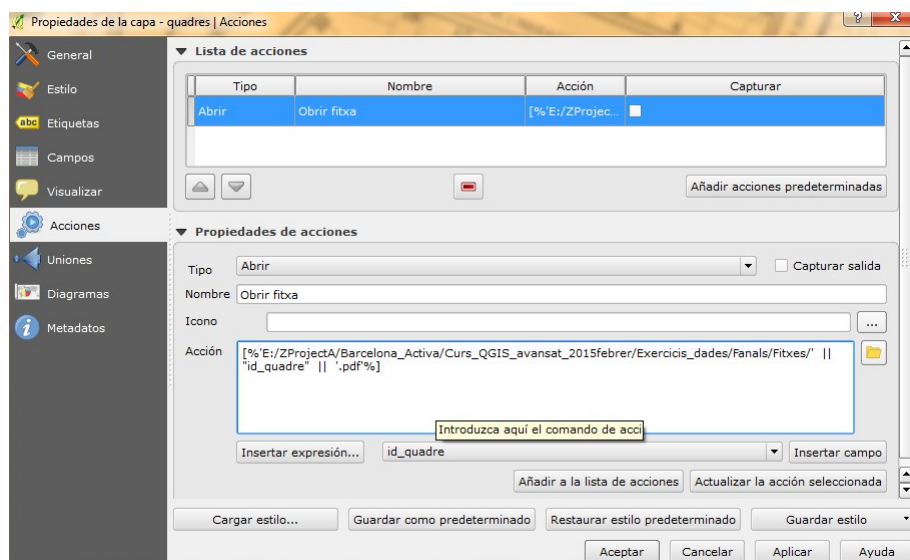 Propiedades de la capa - quadres | Acciones
General
Estilo
abc Etiquetas
Campos
Visualizar
Acciones
Uniones
Diagramas
Metadatos
Lista de acciones
Tipo Nombre Acción Capturar
Abrir Obrir fitxa [%'E:/ZProjec...
Añadir acciones predeterminadas
Propiedades de acciones
Tipo Abrir Capturar salida
Nombre Obrir fitxa
Icono ...
Acción [%'E:/ZProjectA/Barcelona_Activa/Curs_QGIS_avansat_2015febrer/Exercicis_dades/Fanals/Fitxes/' ||
"id_quadre" || '.pdf'%]
Introduzca aquí el comando de acci
Insertar expresión... id_quadre Insertar campo
Añadir a la lista de acciones Actualizar la acción seleccionada
Cargar estilo... Guardar como predeterminado Restaurar estilo predeterminado Guardar estilo
Aceptar Cancelar Aplicar Ayuda